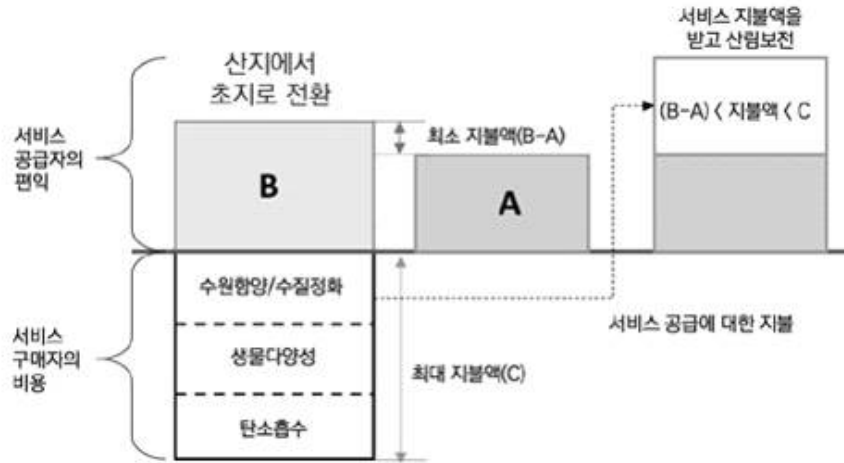 서비스 지불액을
받고 산림보전
산지에서
초지로 전환
(B-A) < 지불액 < C
최소 지불액(B-A)
서비스
공급자의
편익
B
A
수원함양/수질정화
서비스 공급에 대한 지불
서비스
구매자의
비용
생물다양성
최대 지불액(C)
탄소흡수